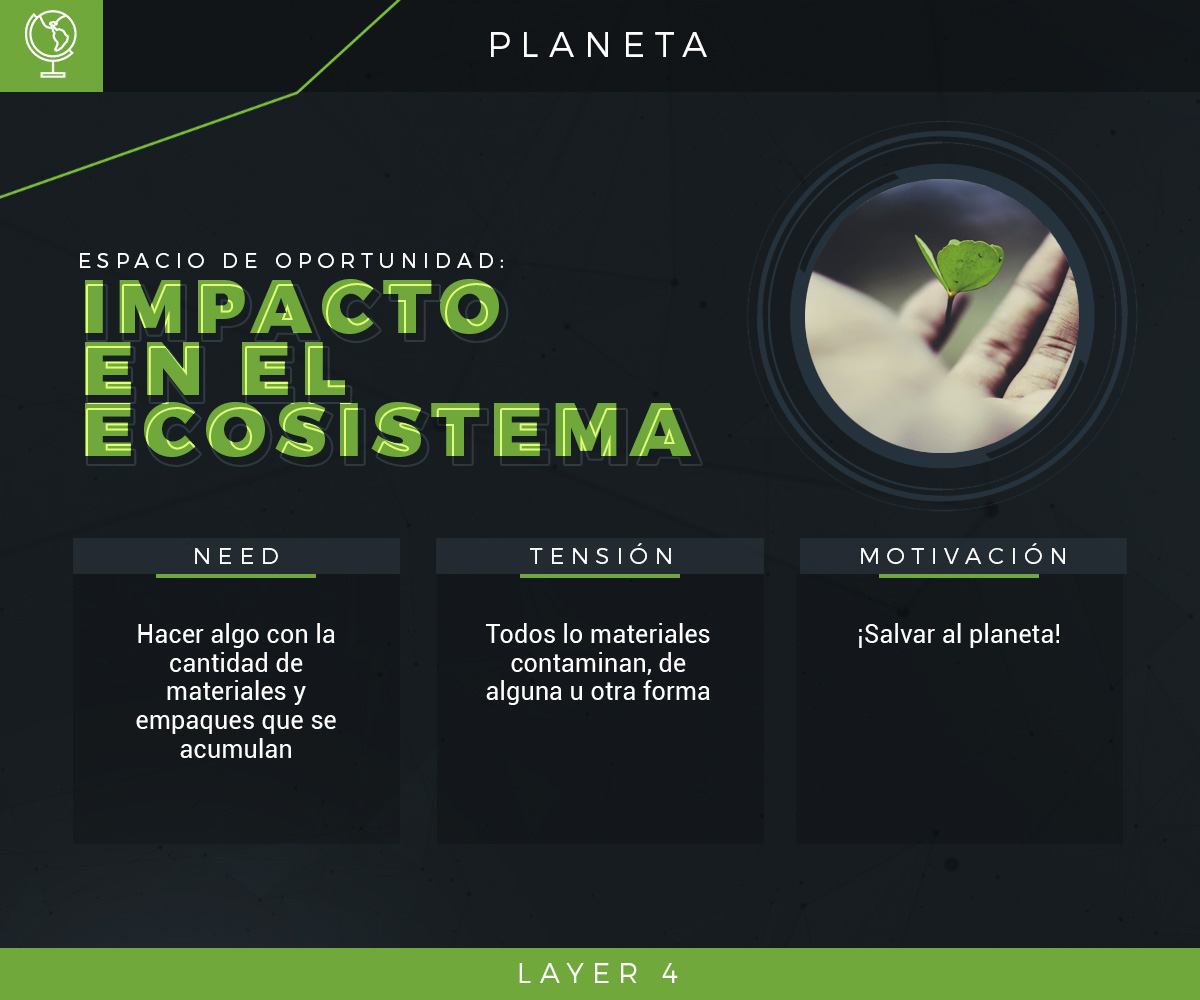 PLANETA
ESPACIO DE OPORTUNIDAD:
IMPACTO
EN EL
ECOSISTEMA
NEED
Hacer algo con la
cantidad de
materiales y
empaques que se
acumulan
TENSIÓN
Todos lo materiales
contaminan, de
alguna u otra forma
MOTIVACIÓN
¡Salvar al planeta!
LAYER 4